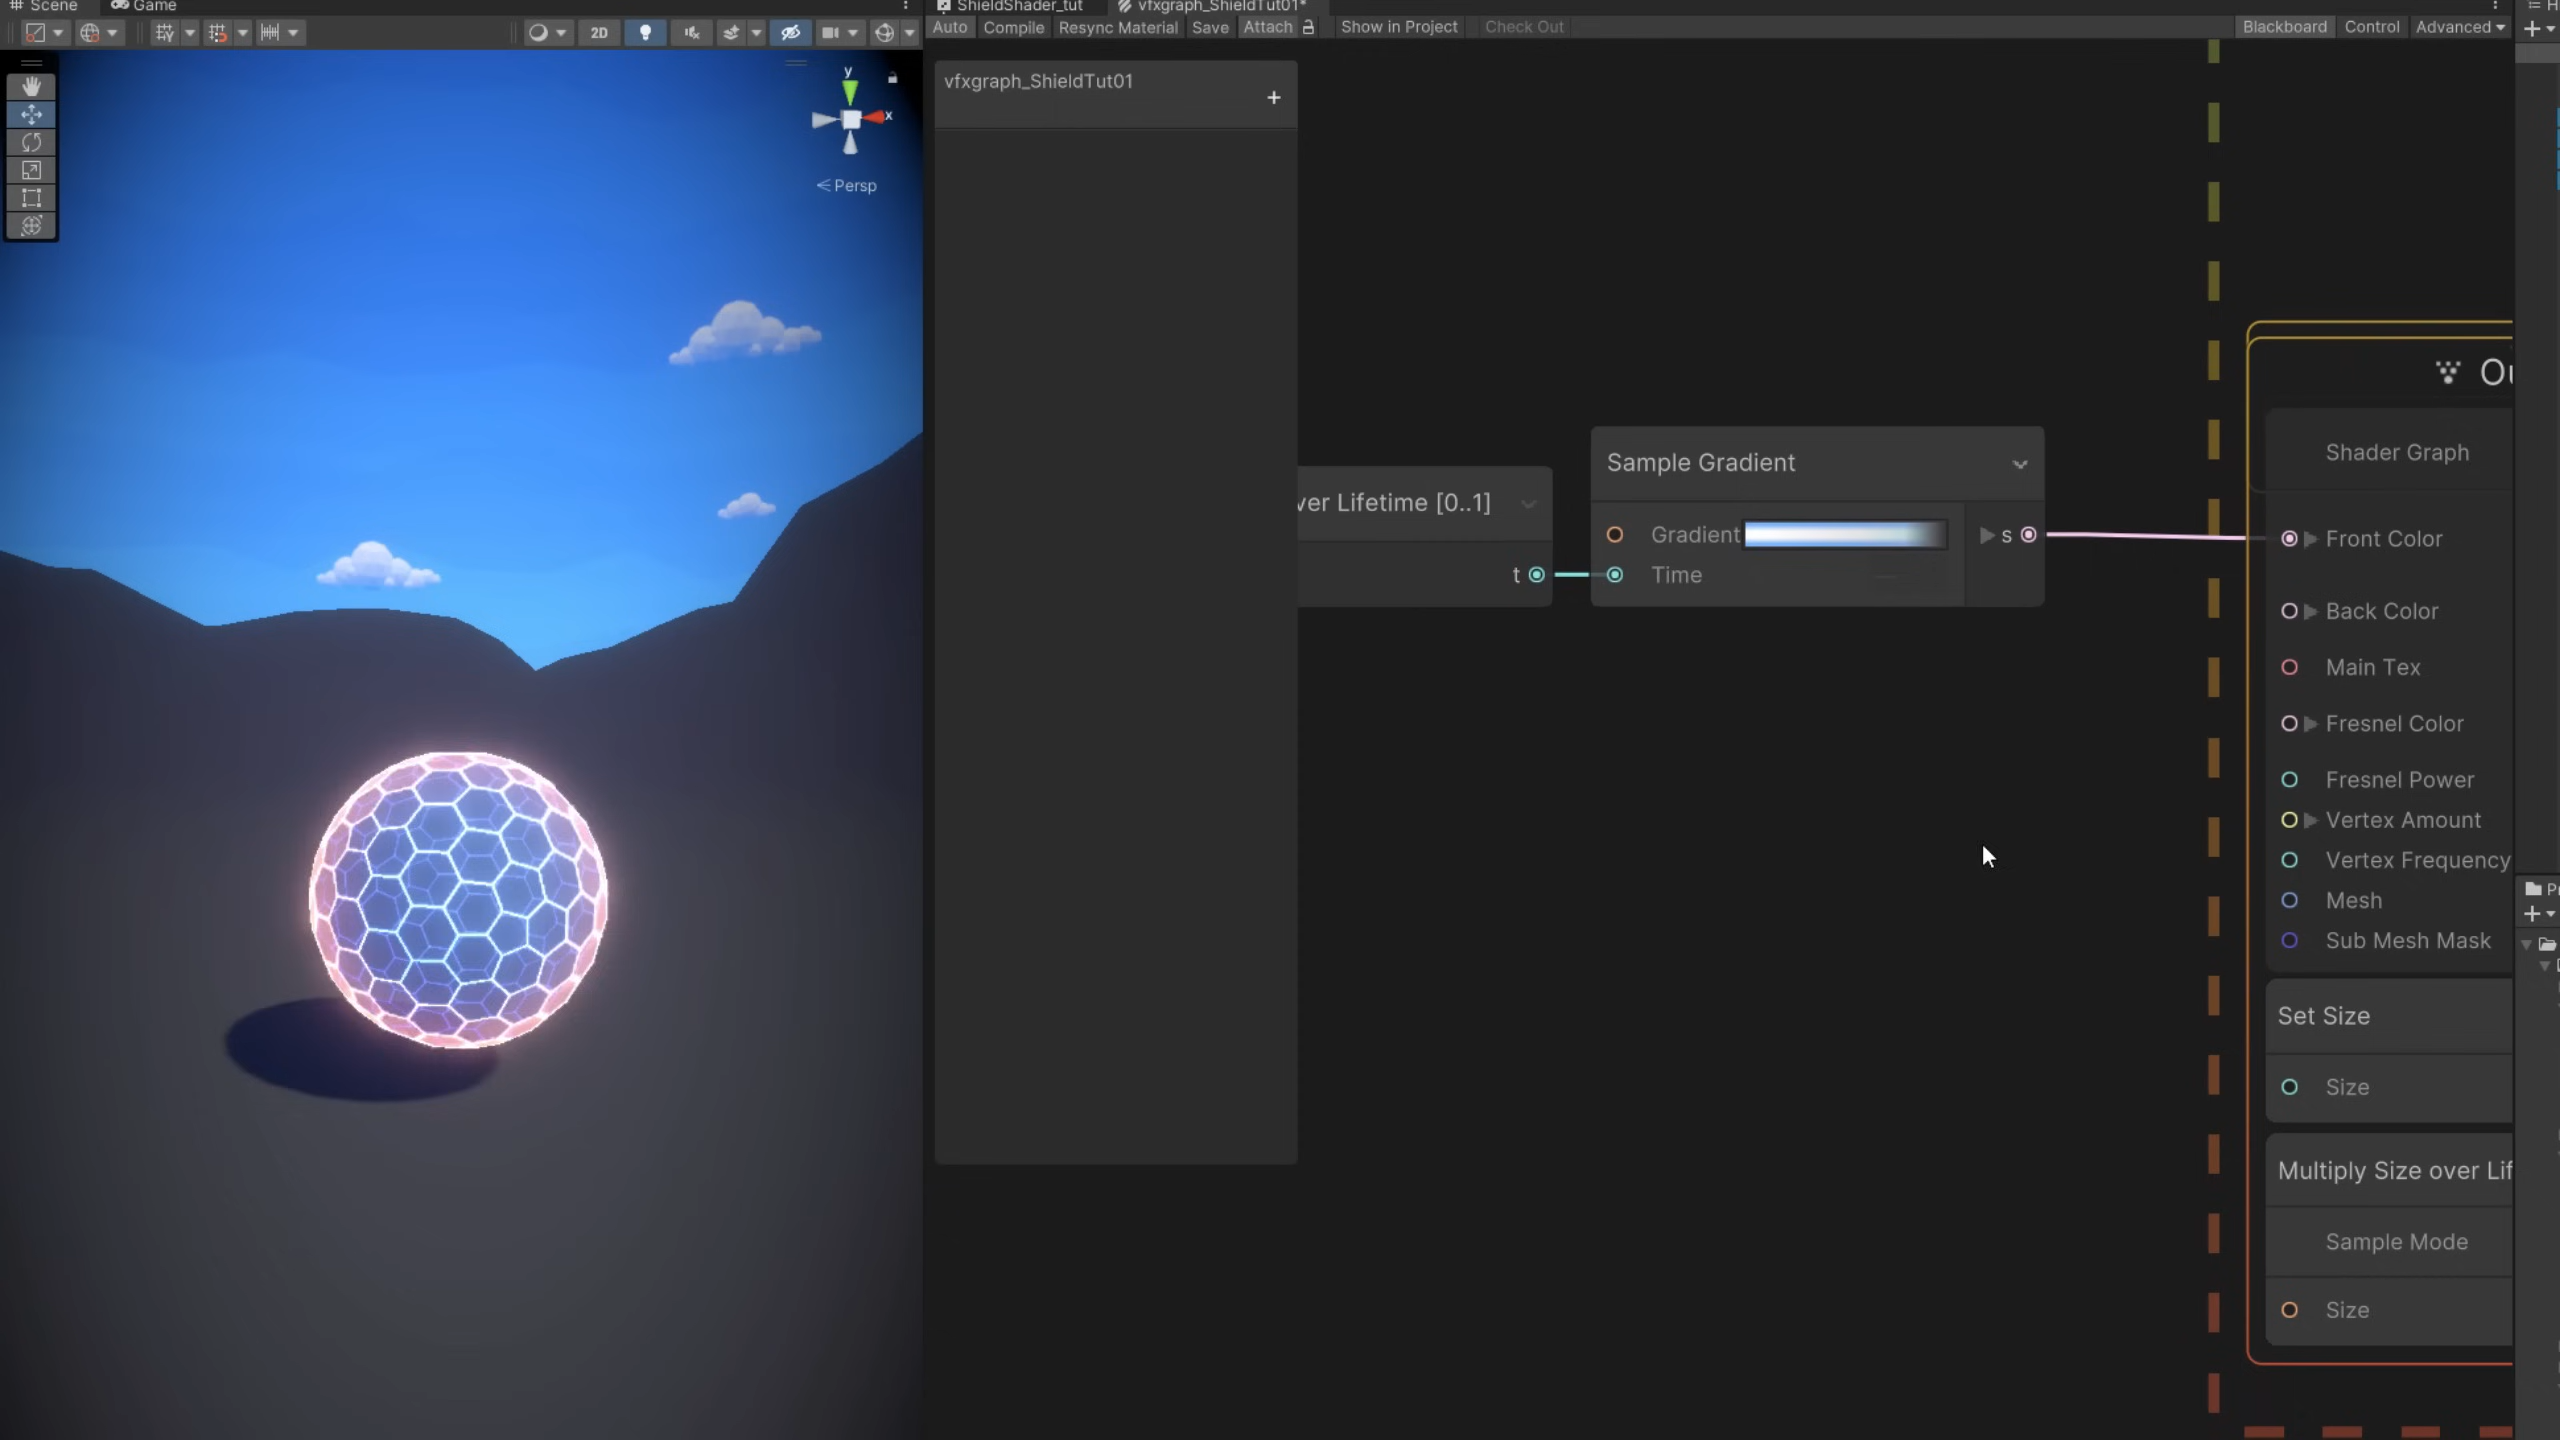 Scene
Game
2D
y
x
Persp
ShieldShader_tut
vfxgraph_ShieldTut01*
Auto
Compile
Resync Material
Save
Attach
Show in Project
Check Out
Blackboard
Control
Advanced
vfxgraph_ShieldTut01
+
ver Lifetime [0..1]
t
Sample Gradient
Gradient
s
Time
Ou
Shader Graph
Front Color
Back Color
Main Tex
Fresnel Color
Fresnel Power
Vertex Amount
Vertex Frequency
Mesh
Sub Mesh Mask
Set Size
Size
Multiply Size over Lif
Sample Mode
Size